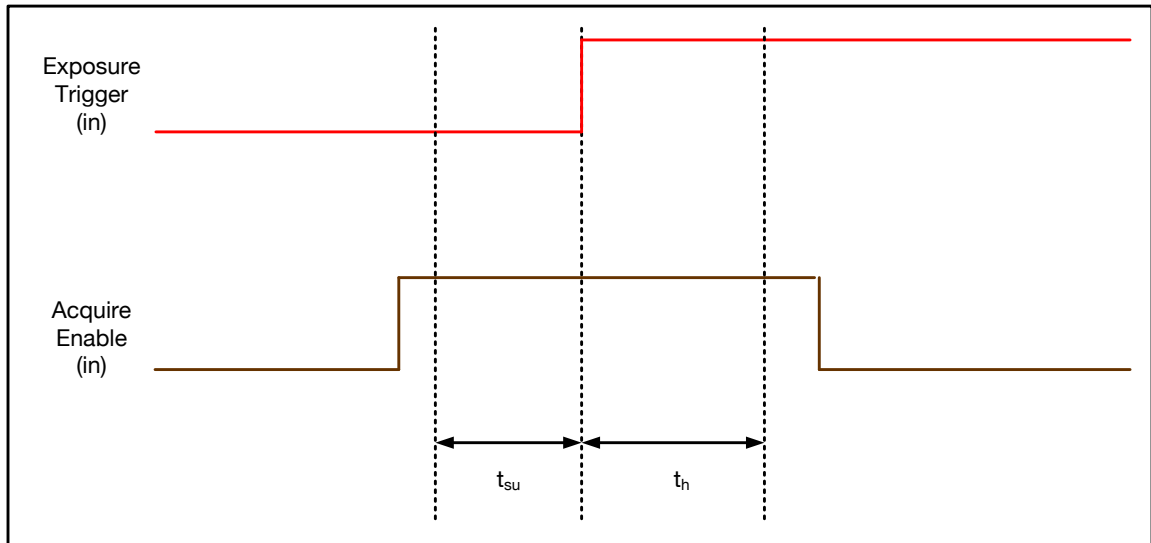 Exposure
Trigger
(in)
Acquire
Enable
(in)
tsu
th